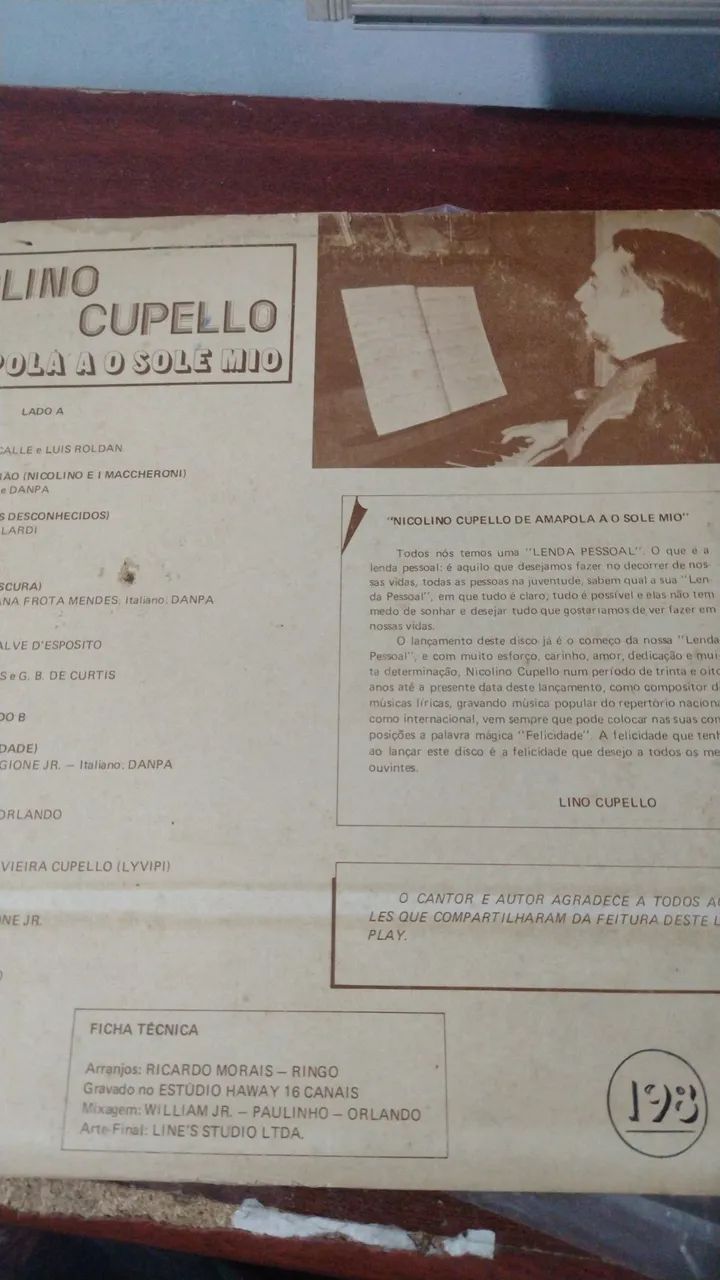 LINO
CUPELLO
POLA A O SOLE MIO
LADO A
CALLE e LUIS ROLDAN
IÃO (NICOLINO E I MACCHERONI)
e DANPA
S DESCONHECIDOS)
LARDI
SCURA)
ANA FROTA MENDES: Italiano: DANPA
ALVE D'ESPOSITO
S e G. B. DE CURTIS
DO B
DADE)
GIONE JR. — Italiano: DANPA
ORLANDO
VIEIRA CUPELLO (LYVIPI)
NE JR.
O
"NICOLINO CUPELLO DE AMAPOLA A O SOLE MIO"
Todos nós temos uma "LENDA PESSOAL". O que é a
lenda pessoal: é aquilo que desejamos fazer no decorrer de nos-
sas vidas, todas as pessoas na juventude, sabem qual a sua "Len
da Pessoal", em que tudo é claro, tudo é possível e elas não tem
medo de sonhar e desejar tudo que gostaríamos de ver fazer em
nossas vidas.
O lançamento deste disco já é o começo da nossa "Lenda
Pessoal", e com muito esforço, carinho, amor, dedicação e mui
ta determinação, Nicolino Cupello num período de trinta e oito
anos até a presente data deste lançamento, como compositor d
músicas líricas, gravando música popular do repertório naciona
como internacional, vem sempre que pode colocar nas suas com
posições a palavra mágica "Felicidade". A felicidade que tenh
ao lançar este disco é a felicidade que desejo a todos os me
ouvintes.
LINO CUPELLO
O CANTOR E AUTOR AGRADECE A TODOS AQ
LES QUE COMPARTILHARAM DA FEITURA DESTE L
PLAY.
FICHA TÉCNICA
Arranjos: RICARDO MORAIS — RINGO
Gravado no ESTÚDIO HAWAY 16 CANAIS
Mixagem: WILLIAM JR. — PAULINHO — ORLANDO
Arte-Final: LINE'S STUDIO LTDA.
198